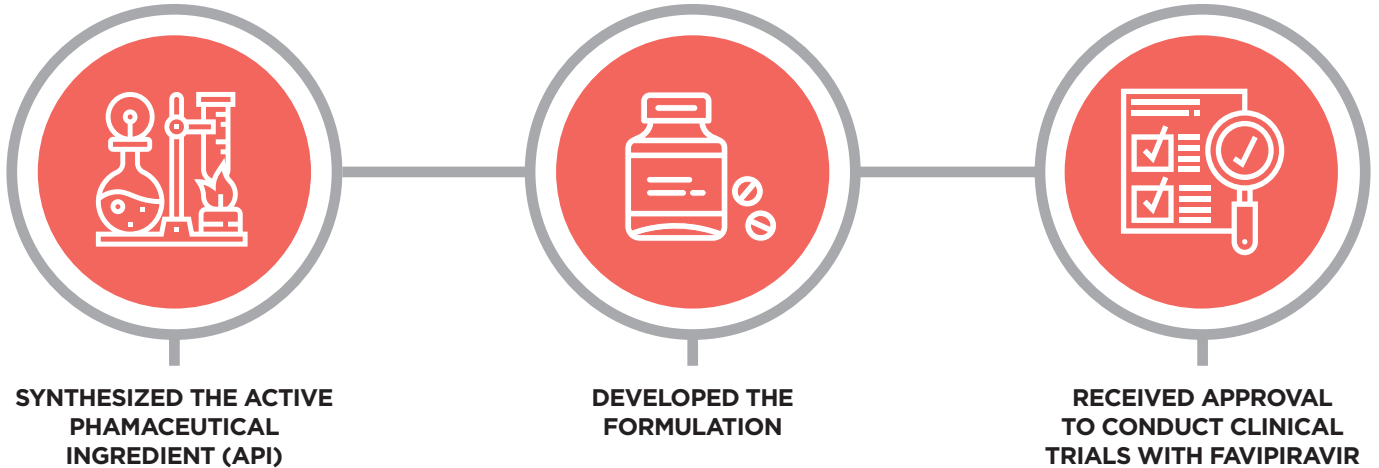 SYNTHESIZED THE ACTIVE
PHAMACEUTICAL
INGREDIENT (API)
DEVELOPED THE
FORMULATION
RECEIVED APPROVAL
TO CONDUCT CLINICAL
TRIALS WITH FAVIPIRAVIR